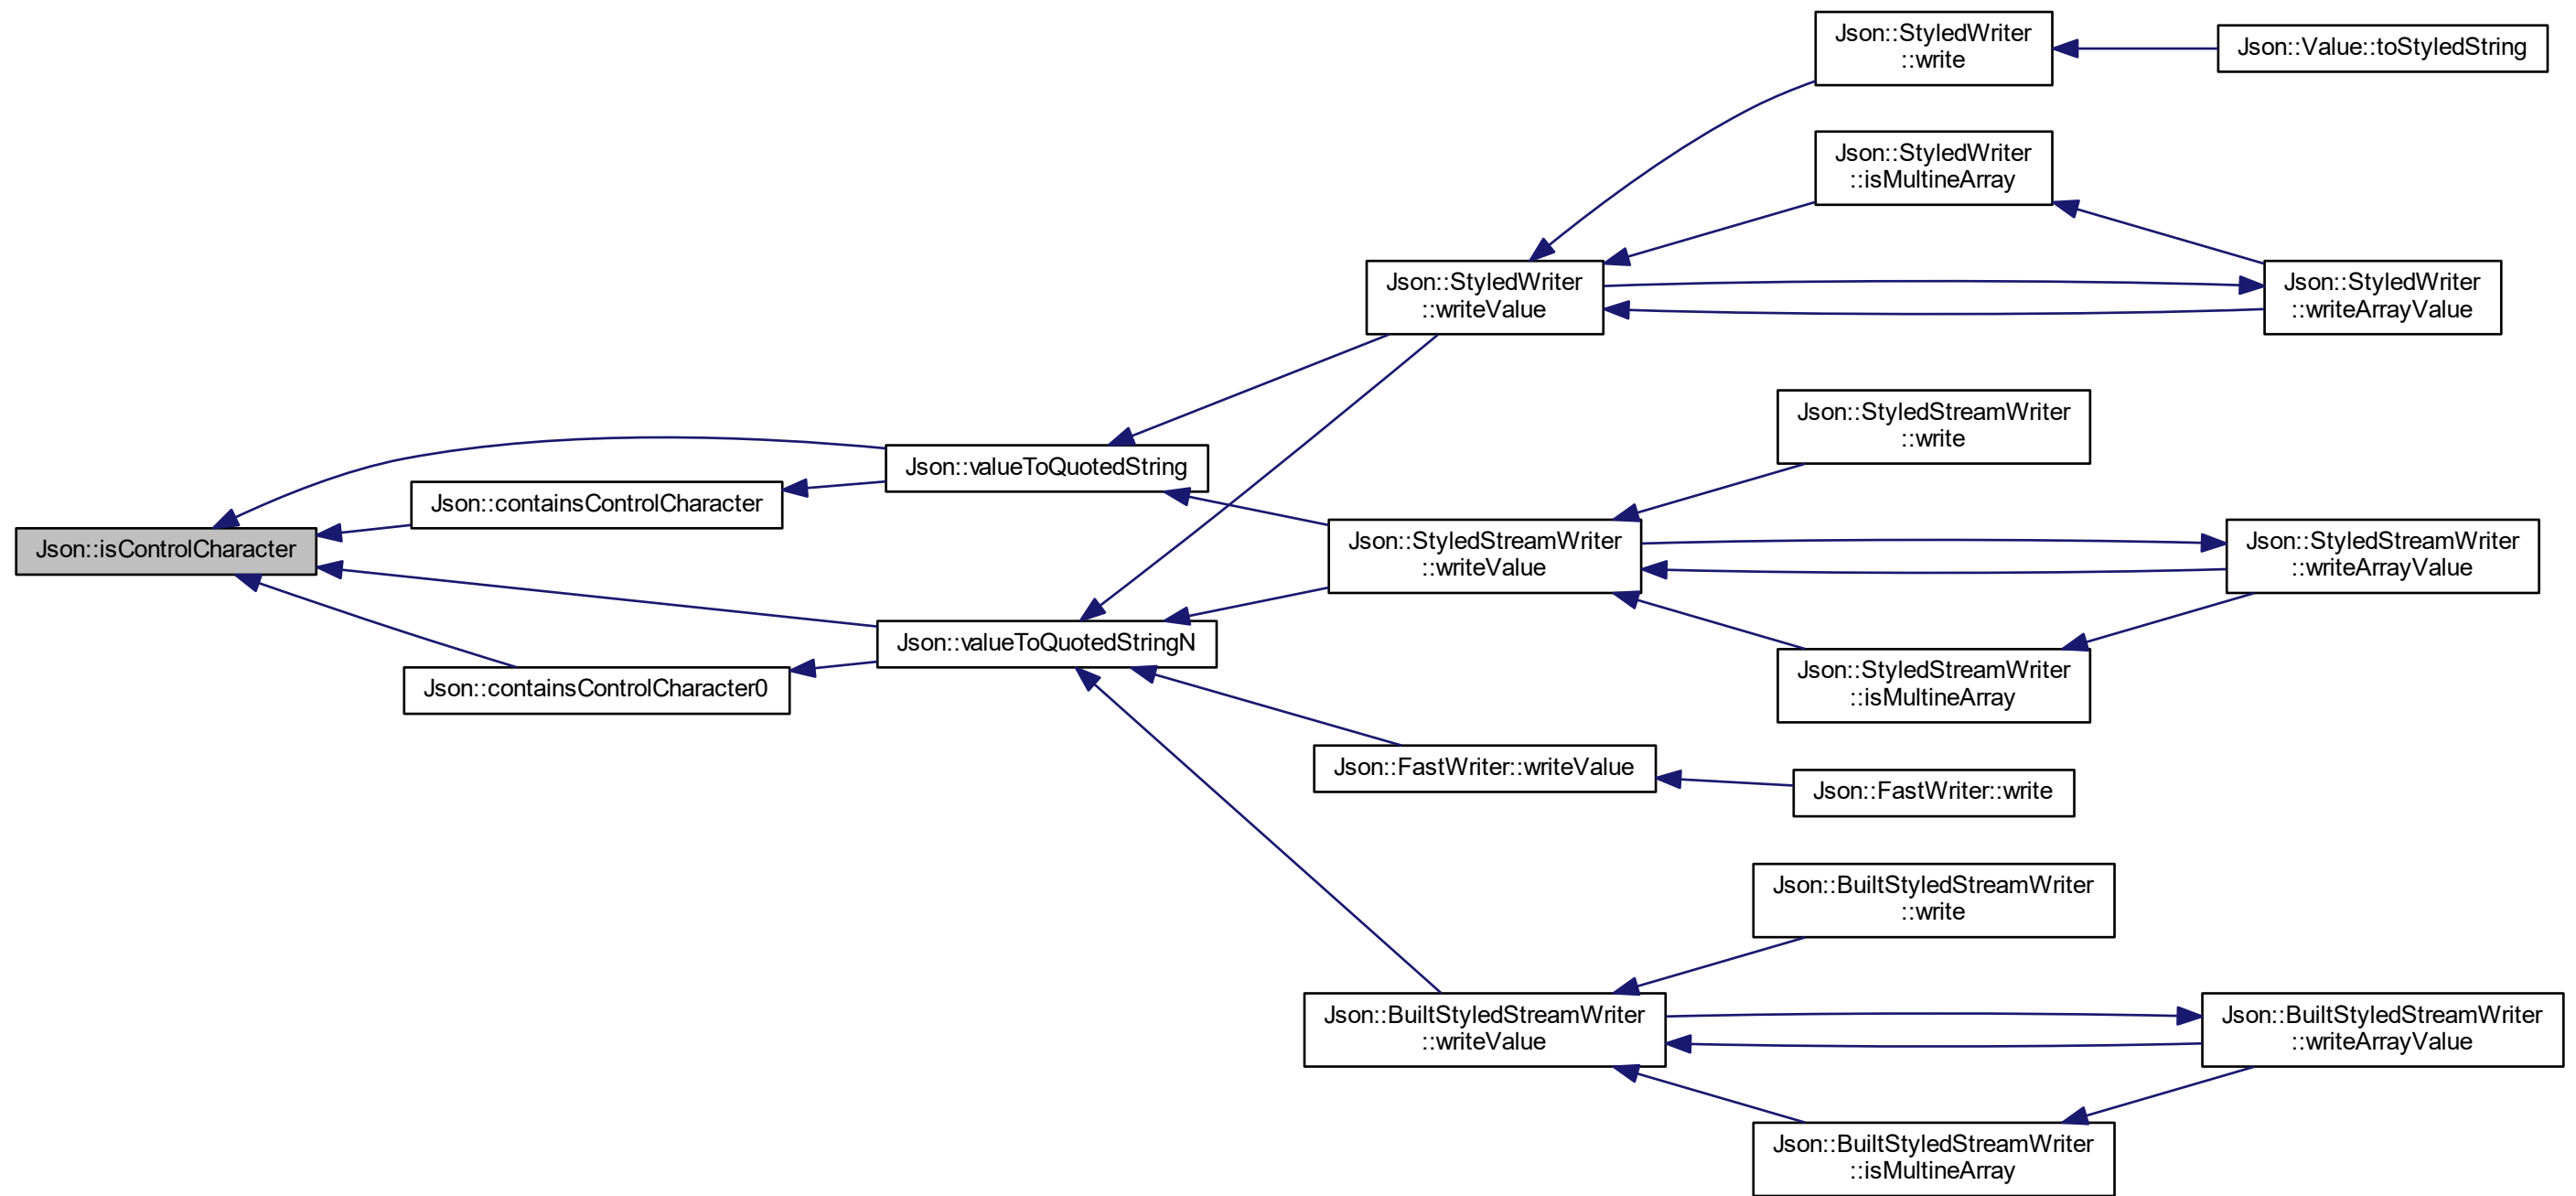 Json::StyledWriter
::write
Json::Value::toStyledString
Json::StyledWriter
::isMultineArray
Json::StyledWriter
::writeValue
Json::StyledWriter
::writeArrayValue
Json::StyledStreamWriter
::write
Json::valueToQuotedString
Json::containsControlCharacter
Json::isControlCharacter
Json::StyledStreamWriter
::writeValue
Json::StyledStreamWriter
::writeArrayValue
Json::valueToQuotedStringN
Json::containsControlCharacter0
Json::StyledStreamWriter
::isMultineArray
Json::FastWriter::writeValue
Json::FastWriter::write
Json::BuiltStyledStreamWriter
::write
Json::BuiltStyledStreamWriter
::writeValue
Json::BuiltStyledStreamWriter
::writeArrayValue
Json::BuiltStyledStreamWriter
::isMultineArray